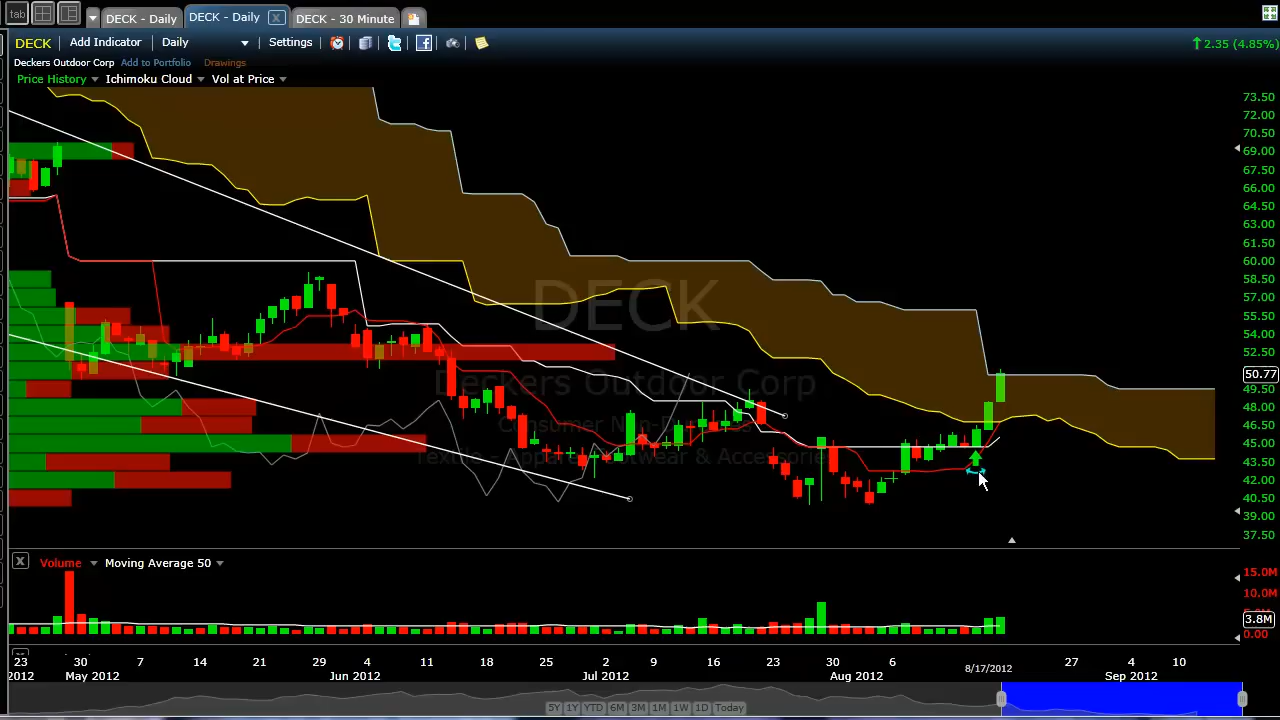 tab DECK - Daily DECK - Daily X DECK - 30 Minute
DECK Add Indicator Daily Settings 2.35 (4.85%)
Deckers Outdoor Corp Add to Portfolio Drawings
Price History Ichimoku Cloud Vol at Price
73.50
72.00
70.50
69.00
67.50
66.00
64.50
63.00
61.50
60.00
58.50
57.00
55.50
54.00
52.50
50.77
49.50
48.00
46.50
45.00
43.50
42.00
40.50
39.00
37.50
DECK
Deckers Outdoor Corp
X Volume Moving Average 50
15.0M
10.0M
3.8M
0.00
23 30 7 14 21 29 4 11 18 25 2 9 16 23 30 6 8/17/2012 27 4 10
2012 May 2012 Jun 2012 Jul 2012 Aug 2012 Sep 2012
5Y 1Y YTD 6M 3M 1M 1W 1D Today